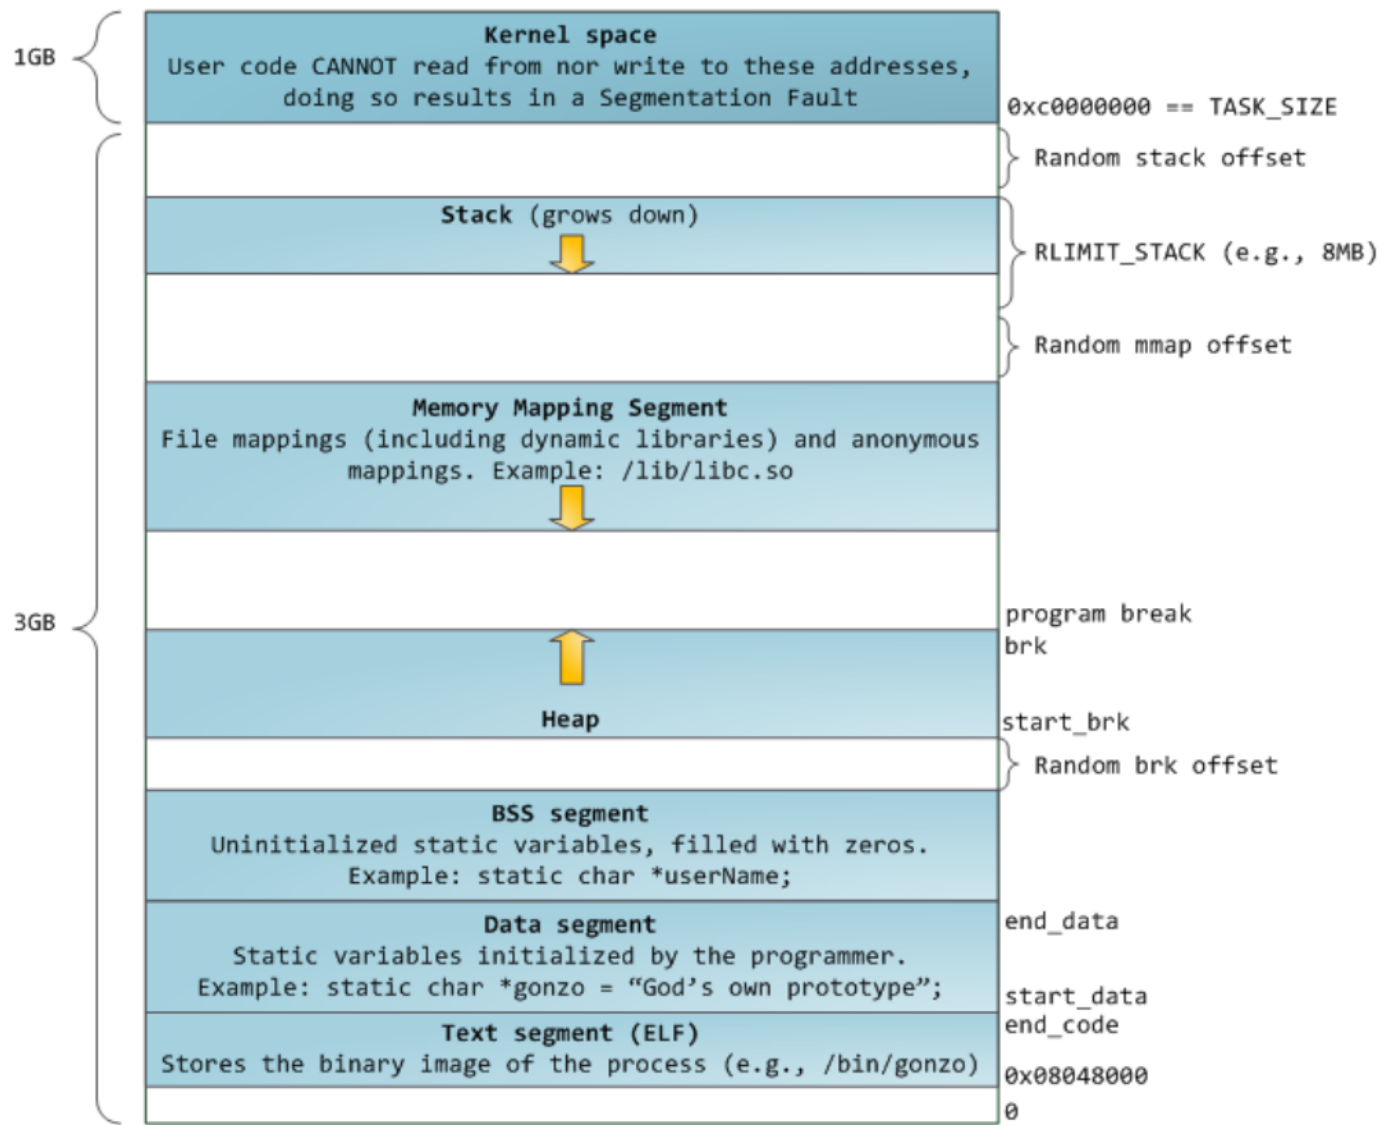 1GB
Kernel space
User code CANNOT read from nor write to these addresses,
doing so results in a Segmentation Fault
0xc0000000 == TASK_SIZE
Random stack offset
Stack (grows down)
RLIMIT_STACK (e.g., 8MB)
Random mmap offset
Memory Mapping Segment
File mappings (including dynamic libraries) and anonymous
mappings. Example: /lib/libc.so
3GB
program break
brk
Heap
start_brk
Random brk offset
BSS segment
Uninitialized static variables, filled with zeros.
Example: static char *userName;
Data segment
end_data
Static variables initialized by the programmer.
Example: static char *gonzo = “God’s own prototype”;
start_data
Text segment (ELF)
end_code
Stores the binary image of the process (e.g., /bin/gonzo)
0x08048000
0